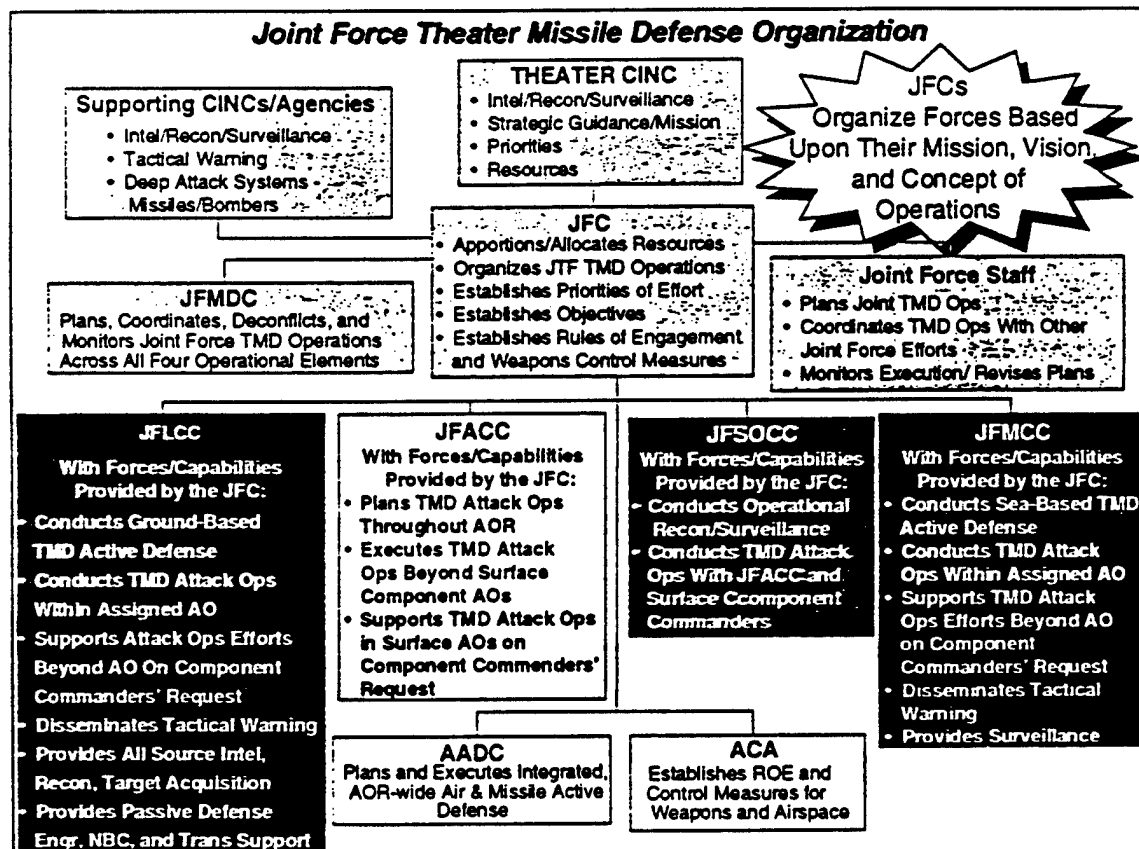 Joint Force Theater Missile Defense Organization
Supporting CINCs/Agencies
• Intel/Recon/Surveillance
• Tactical Warning
• Deep Attack Systems -
Missiles/Bombers
THEATER CINC
• Intel/Recon/Surveillance
• Strategic Guidance/Mission
• Priorities
• Resources
JFCs
Organize Forces Based
Upon Their Mission, Vision,
and Concept of
Operations
JFC
• Apportions/Allocates Resources
• Organizes JTF TMD Operations
• Establishes Priorities of Effort
• Establishes Objectives
• Establishes Rules of Engagement
and Weapons Control Measures
JFMDC
Plans, Coordinates, Deconflicts, and
Monitors Joint Force TMD Operations
Across All Four Operational Elements
Joint Force Staff
• Plans Joint TMD Ops
• Coordinates TMD Ops With Other
Joint Force Efforts
• Monitors Execution/ Revises Plans
JFLCC
With Forces/Capabilities
Provided by the JFC:
• Conducts Ground-Based
TMD Active Defense
• Conducts TMD Attack Ops
Within Assigned AO
• Supports Attack Ops Efforts
Beyond AO On Component
Commanders' Request
• Disseminates Tactical Warning
• Provides All Source Intel,
Recon, Target Acquisition
• Provides Passive Defense
Engr, NBC, and Trans Support
JFACC
With Forces/Capabilities
Provided by the JFC:
• Plans TMD Attack Ops
Throughout AOR
• Executes TMD Attack
Ops Beyond Surface
Component AOs
• Supports TMD Attack Ops
in Surface AOs on
Component Commenders'
Request
JFSOCC
With Forces/Capabilities
Provided by the JFC:
• Conducts Operational
Recon/Surveillance
• Conducts TMD Attack
Ops With JFACC and
Surface Ccomponent
Commanders
JFMCC
With Forces/Capabilities
Provided by the JFC:
• Conducts Sea-Based TMD
Active Defense
• Conducts TMD Attack
Ops Within Assigned AO
• Supports TMD Attack
Ops Efforts Beyond AO
on Component
Commanders' Request
• Disseminates Tactical
Warning
• Provides Surveillance
AADC
Plans and Executes Integrated,
AOR-wide Air & Missile Active
Defense
ACA
Establishes ROE and
Control Measures for
Weapons and Airspace